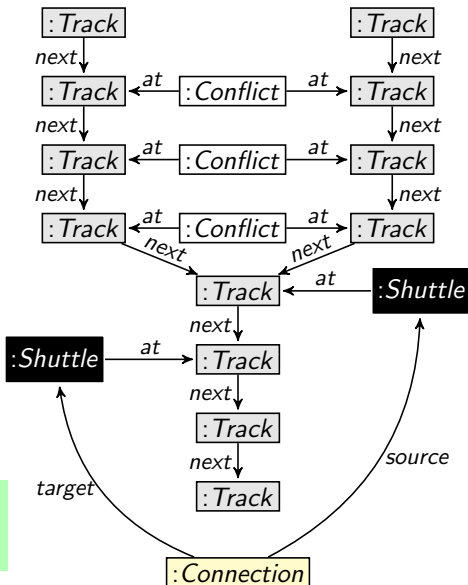 :Track :Track
next next
:Track at :Conflict at :Track
next next
:Track at :Conflict at :Track
next next
:Track at :Conflict at :Track
next next
:Track at :Shuttle
next
:Shuttle at :Track
next
:Track
target next source
:Track
:Connection